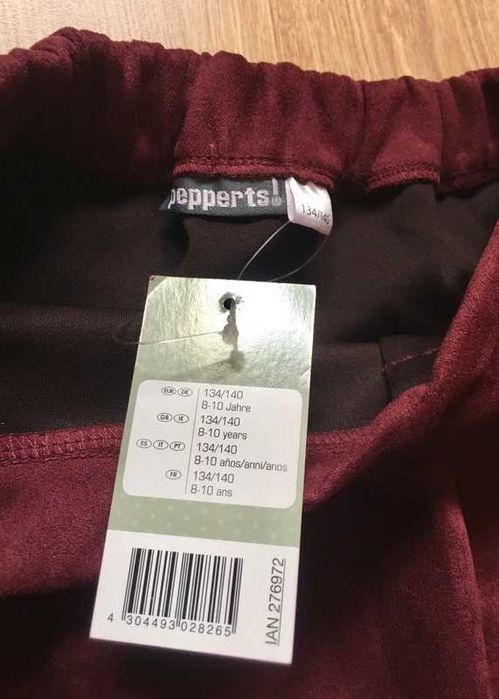 pepperts!®
134/140
EUR DE 134/140
8-10 Jahre
GB IE 134/140
8-10 years
ES IT PT 134/140
8-10 años/anni/anos
FR 134/140
8-10 ans
4 304493 028265
IAN 276972